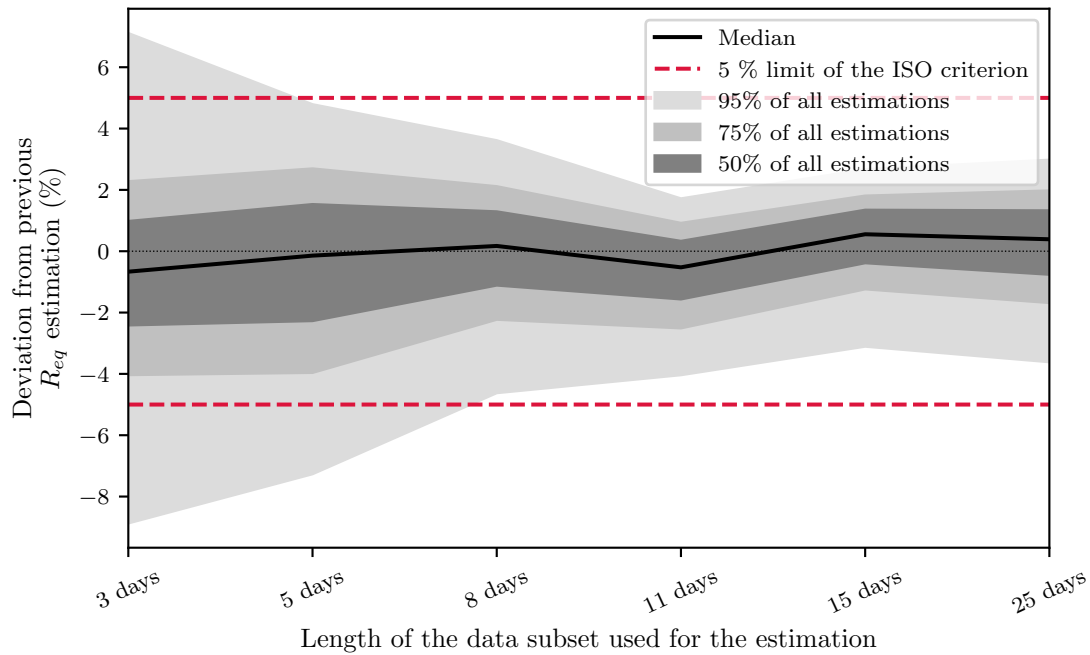 Median
5 % limit of the ISO criterion
95% of all estimations
75% of all estimations
50% of all estimations
Deviation from previous
R_eq estimation (%)
6
4
2
0
−2
−4
−6
−8
3 days
5 days
8 days
11 days
15 days
25 days
Length of the data subset used for the estimation